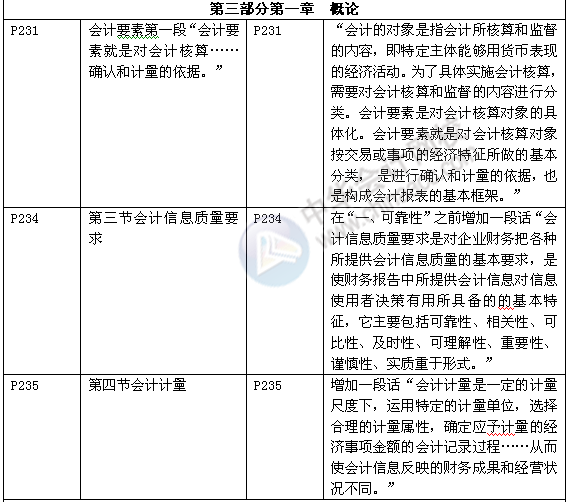 第三部分第一章 概论
P231
会计要素第一段“会计要
素就是对会计核算……
确认和计量的依据。”
P231
“会计的对象是指会计所核算和监督
的内容，即特定主体能够用货币表现
的经济活动。为了具体实施会计核算，
需要对会计核算和监督的内容进行分
类。会计要素是对会计核算对象的具
体化。会计要素就是对会计核算对象
按交易或事项的经济特征所做的基本
分类， 是进行确认和计量的依据，也
是构成会计报表的基本框架。”
P234
第三节会计信息质量要
求
P234
在“一、可靠性”之前增加一段话“会
计信息质量要求是对企业财务把各种
所提供会计信息质量的基本要求，是
使财务报告中所提供会计信息对信息
使用者决策有用所具备的的基本特
征，它主要包括可靠性、相关性、可
比性、及时性、可理解性、重要性、
谨慎性、实质重于形式。”
P235
第四节会计计量
P235
增加一段话“会计计量是一定的计量
尺度下，运用特定的计量单位，选择
合理的计量属性，确定应予计量的经
济事项金额的会计记录过程……从而
使会计信息反映的财务成果和经营状
况不同。”